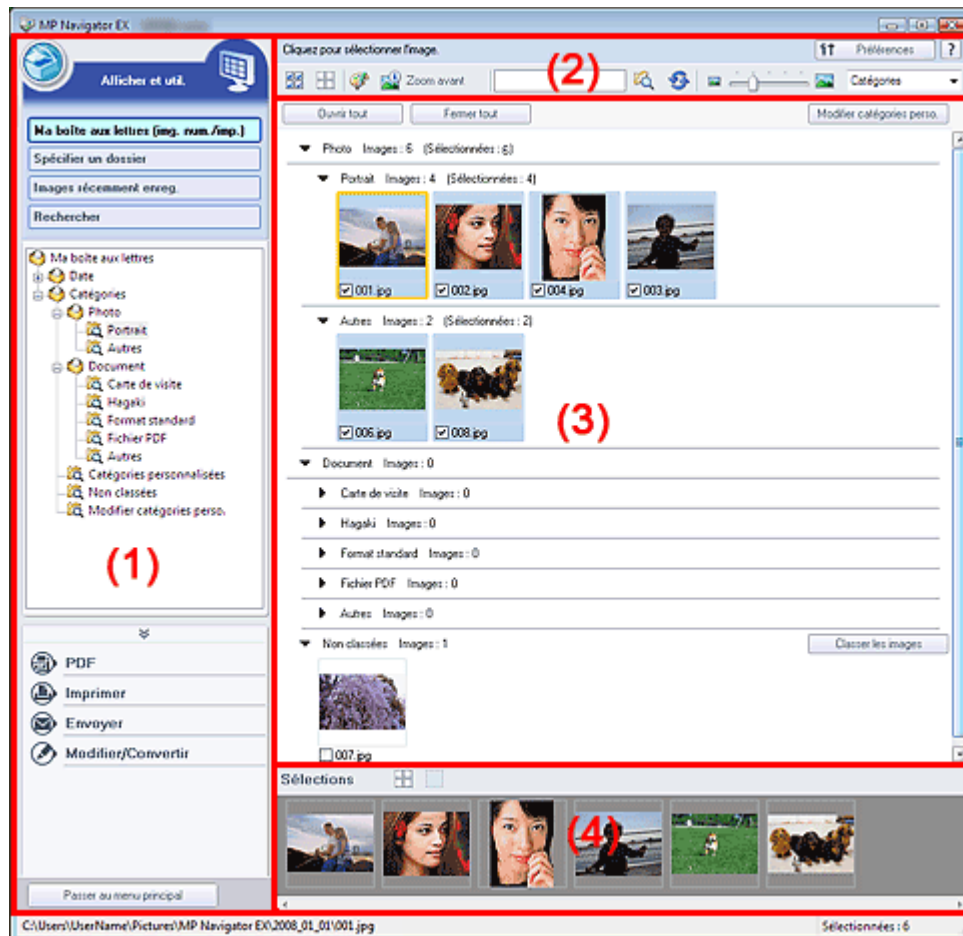 MP Navigator EX
Afficher et util.
Ma boîte aux lettres (img. num./imp.)
Spécifier un dossier
Images récemment enreg.
Rechercher
Ma boîte aux lettres
Date
Catégories
Photo
Portrait
Autres
Document
Carte de visite
Hagaki
Format standard
Fichier PDF
Autres
Catégories personnalisées
Non classées
Modifier catégories perso.
(1)
PDF
Imprimer
Envoyer
Modifier/Convertir
Passer au menu principal
Cliquez pour sélectionner l'image.
Préférences ?
Zoom avant
(2)
Catégories
Ouvrir tout Fermer tout Modifier catégories perso.
Photo Images : 6 (Sélectionnées : 6)
Portrait Images : 4 (Sélectionnées : 4)
001.jpg 002.jpg 004.jpg 003.jpg
Autres Images : 2 (Sélectionnées : 2)
006.jpg 008.jpg
(3)
Document Images : 0
Carte de visite Images : 0
Hagaki Images : 0
Format standard Images : 0
Fichier PDF Images : 0
Autres Images : 0
Non classées Images : 1 Classer les images
007.jpg
Sélections
(4)
C:\Users\UserName\Pictures\MP Navigator EX\2008_01_01\001.jpg Sélectionnées : 6